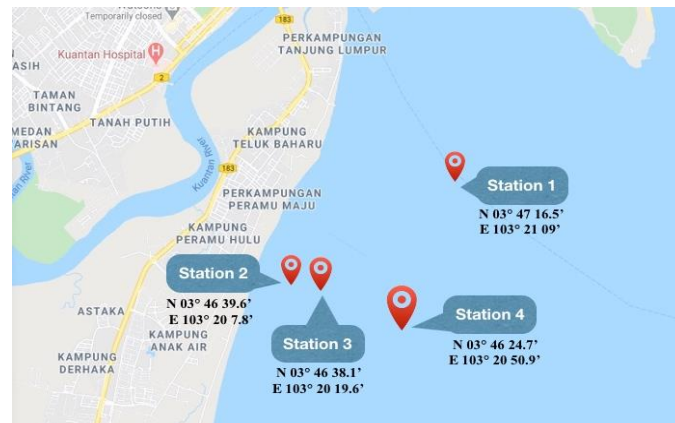 Temporarily closed
Kuantan Hospital
H
2
ASIH
TAMAN
BINTANG
MEDAN
ARISAN
TANAH PUTIH
PERKAMPUNGAN
TANJUNG LUMPUR
183
KAMPUNG
TELUK BAHARU
183
Kuantan River
PERKAMPUNGAN
PERAMU MAJU
KAMPUNG
PERAMU HULU
Station 1
N 03° 47 16.5’
E 103° 21 09’
Station 2
N 03° 46 39.6’
E 103° 20 7.8’
Station 3
N 03° 46 38.1’
E 103° 20 19.6’
Station 4
N 03° 46 24.7’
E 103° 20 50.9’
ASTAKA
KAMPUNG
ANAK AIR
KAMPUNG
DERHAKA